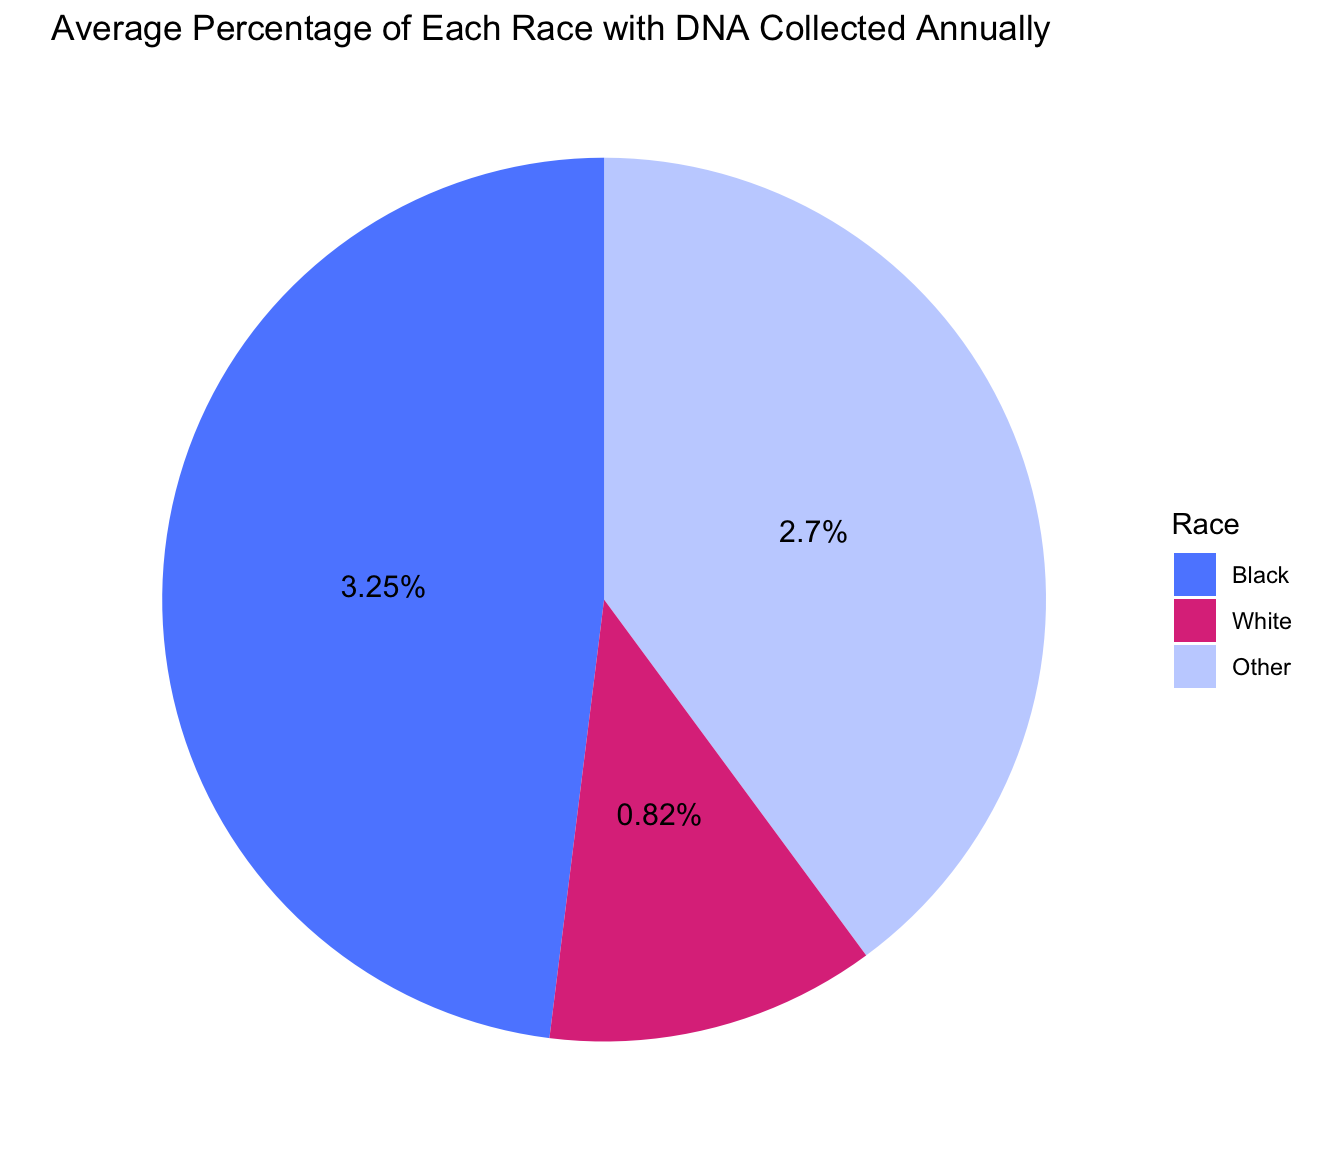 Average Percentage of Each Race with DNA Collected Annually
2.7%
3.25%
0.82%
Race
Black
White
Other